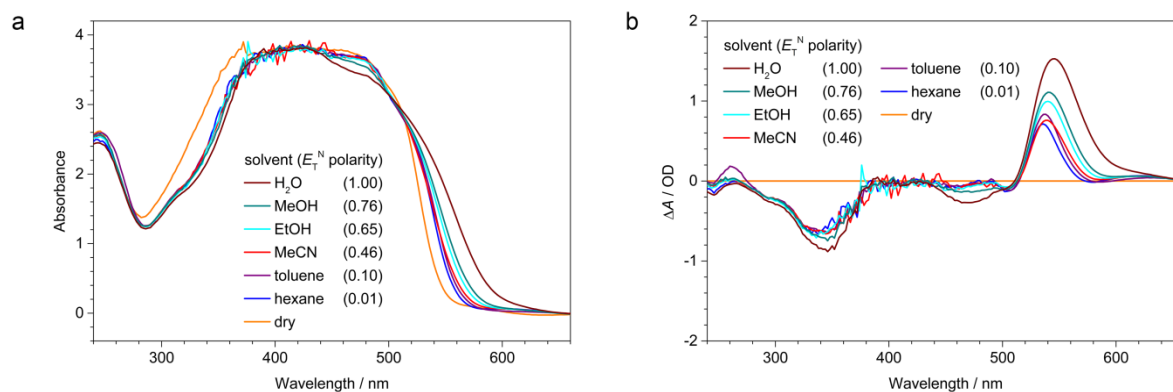 a
Absorbance
4
3
2
1
0
solvent (E_T^N polarity)
H₂O (1.00)
MeOH (0.76)
EtOH (0.65)
MeCN (0.46)
toluene (0.10)
hexane (0.01)
dry
300 400 500 600
Wavelength / nm
b
ΔA / OD
2
1
0
-1
-2
solvent (E_T^N polarity)
H₂O (1.00) toluene (0.10)
MeOH (0.76) hexane (0.01)
EtOH (0.65) dry
MeCN (0.46)
300 400 500 600
Wavelength / nm